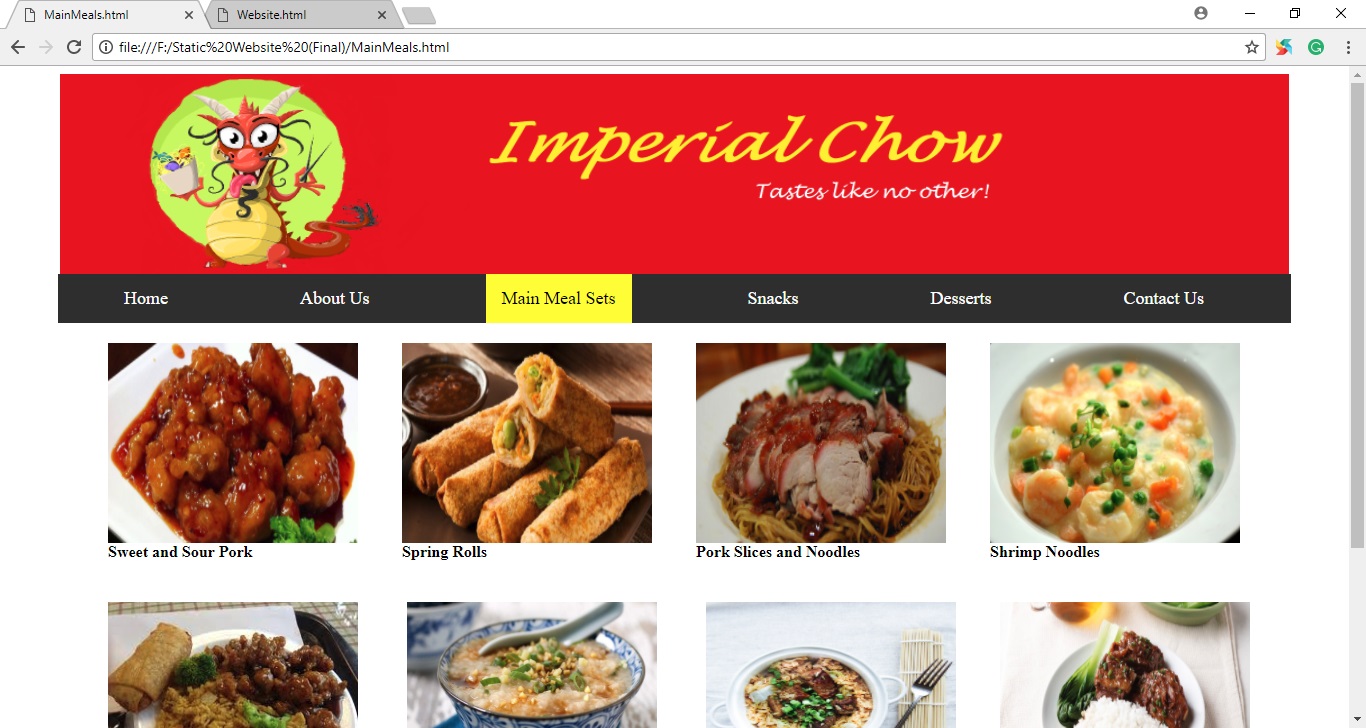 MainMeals.html
Website.html
file:///F:/Static%20Website%20(Final)/MainMeals.html
Imperial Chow
Tastes like no other!
Home
About Us
Main Meal Sets
Snacks
Desserts
Contact Us
Sweet and Sour Pork
Spring Rolls
Pork Slices and Noodles
Shrimp Noodles